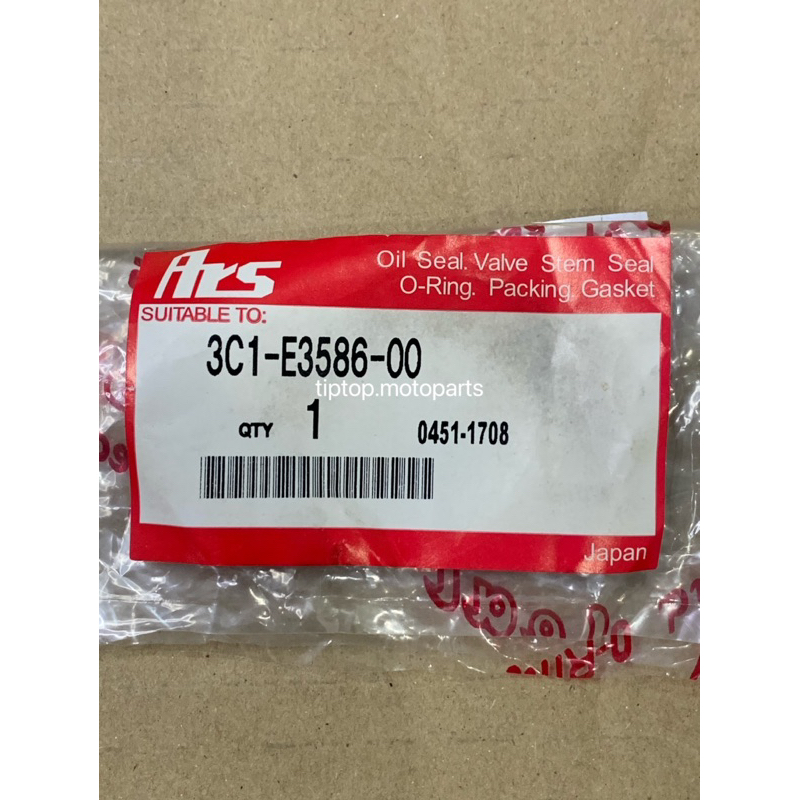 Ars
Oil Seal. Valve Stem Seal
O-Ring. Packing. Gasket
SUITABLE TO:
3C1-E3586-00
tiptop.motoparts
QTY 1 0451-1708
Japan